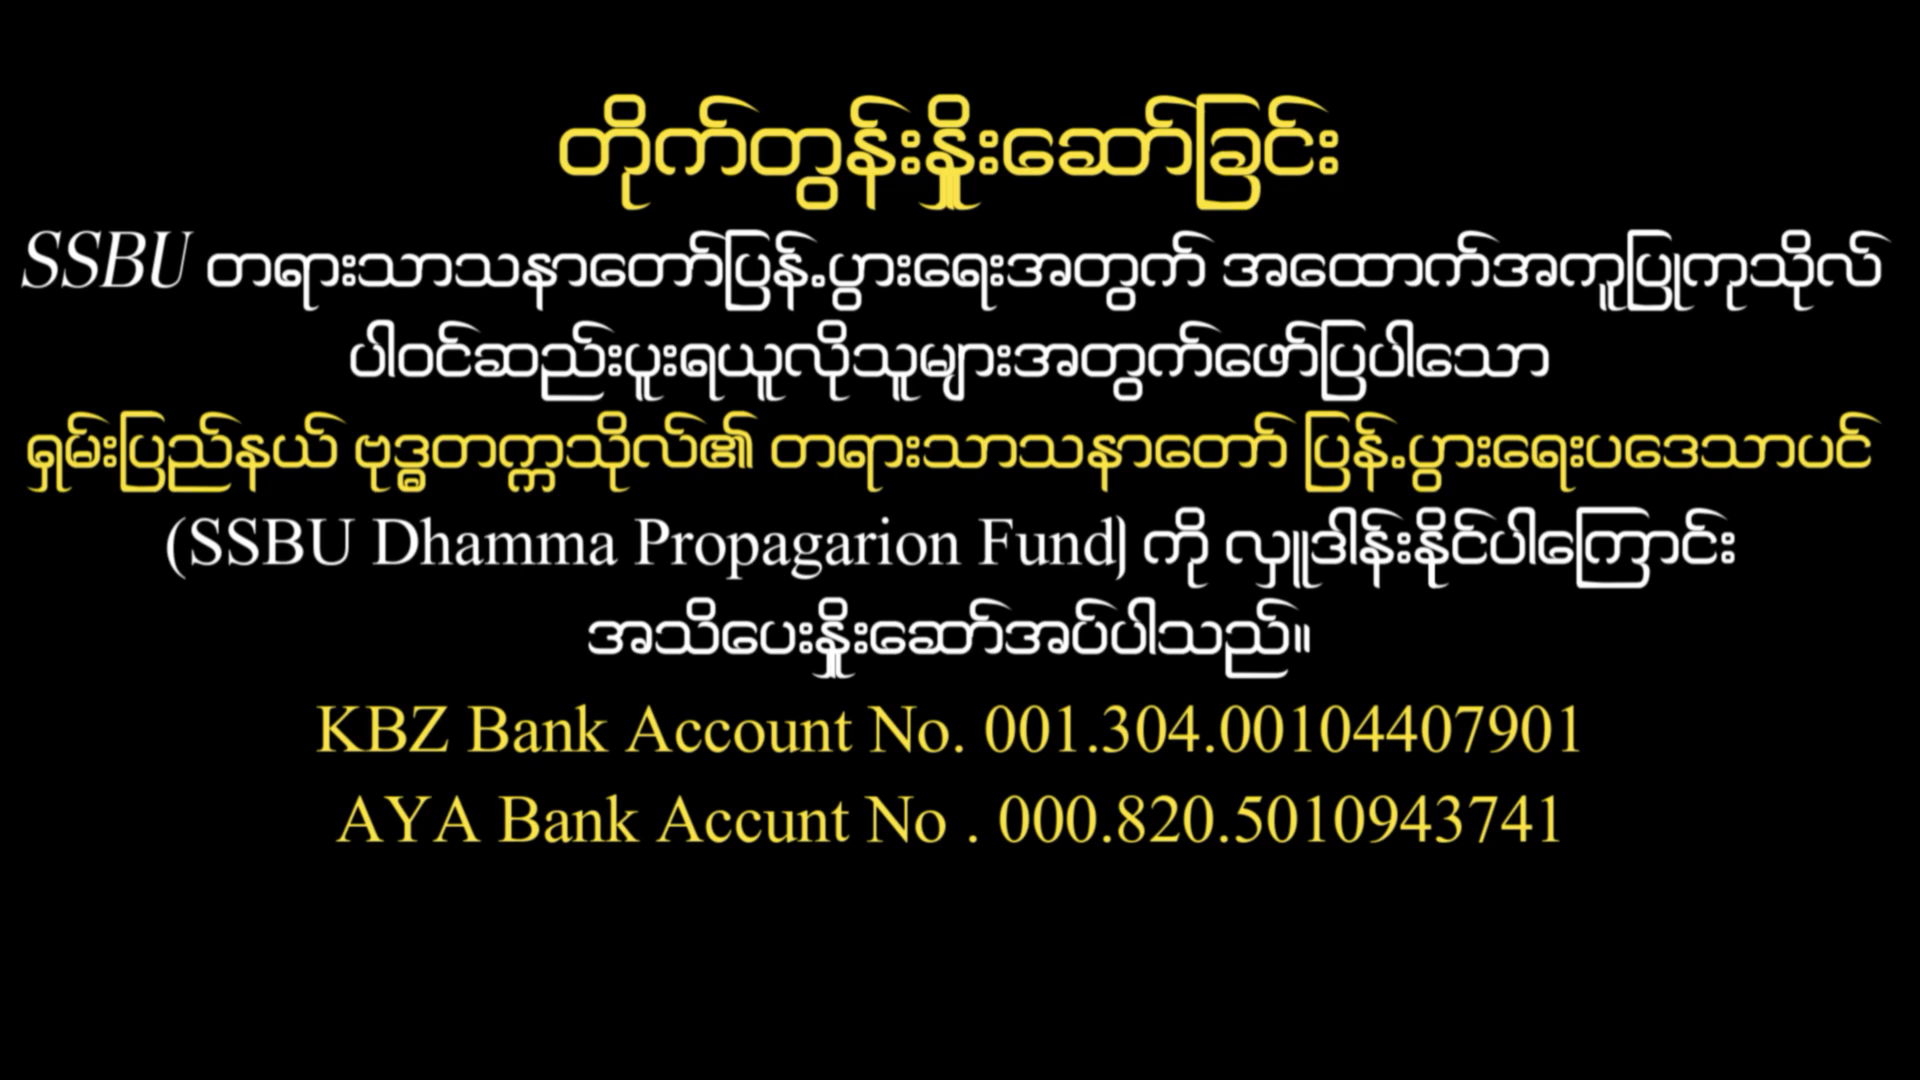 တိုက်တွန်းနှိုးဆော်ခြင်း
SSBU တရားသာသနာတော်ပြန့်ပွားရေးအတွက် အထောက်အကူပြုကုသိုလ်
ပါဝင်ဆည်းပူးရယူလိုသူများအတွက်ဖော်ပြပါသော
ရှမ်းပြည်နယ် ဗုဒ္ဓတက္ကသိုလ်၏ တရားသာသနာတော် ပြန့်ပွားရေးပဒေသာပင်
(SSBU Dhamma Propagarion Fund) ကို လှူဒါန်းနိုင်ပါကြောင်း
အသိပေးနှိုးဆော်အပ်ပါသည်။
KBZ Bank Account No. 001.304.00104407901
AYA Bank Accunt No . 000.820.5010943741